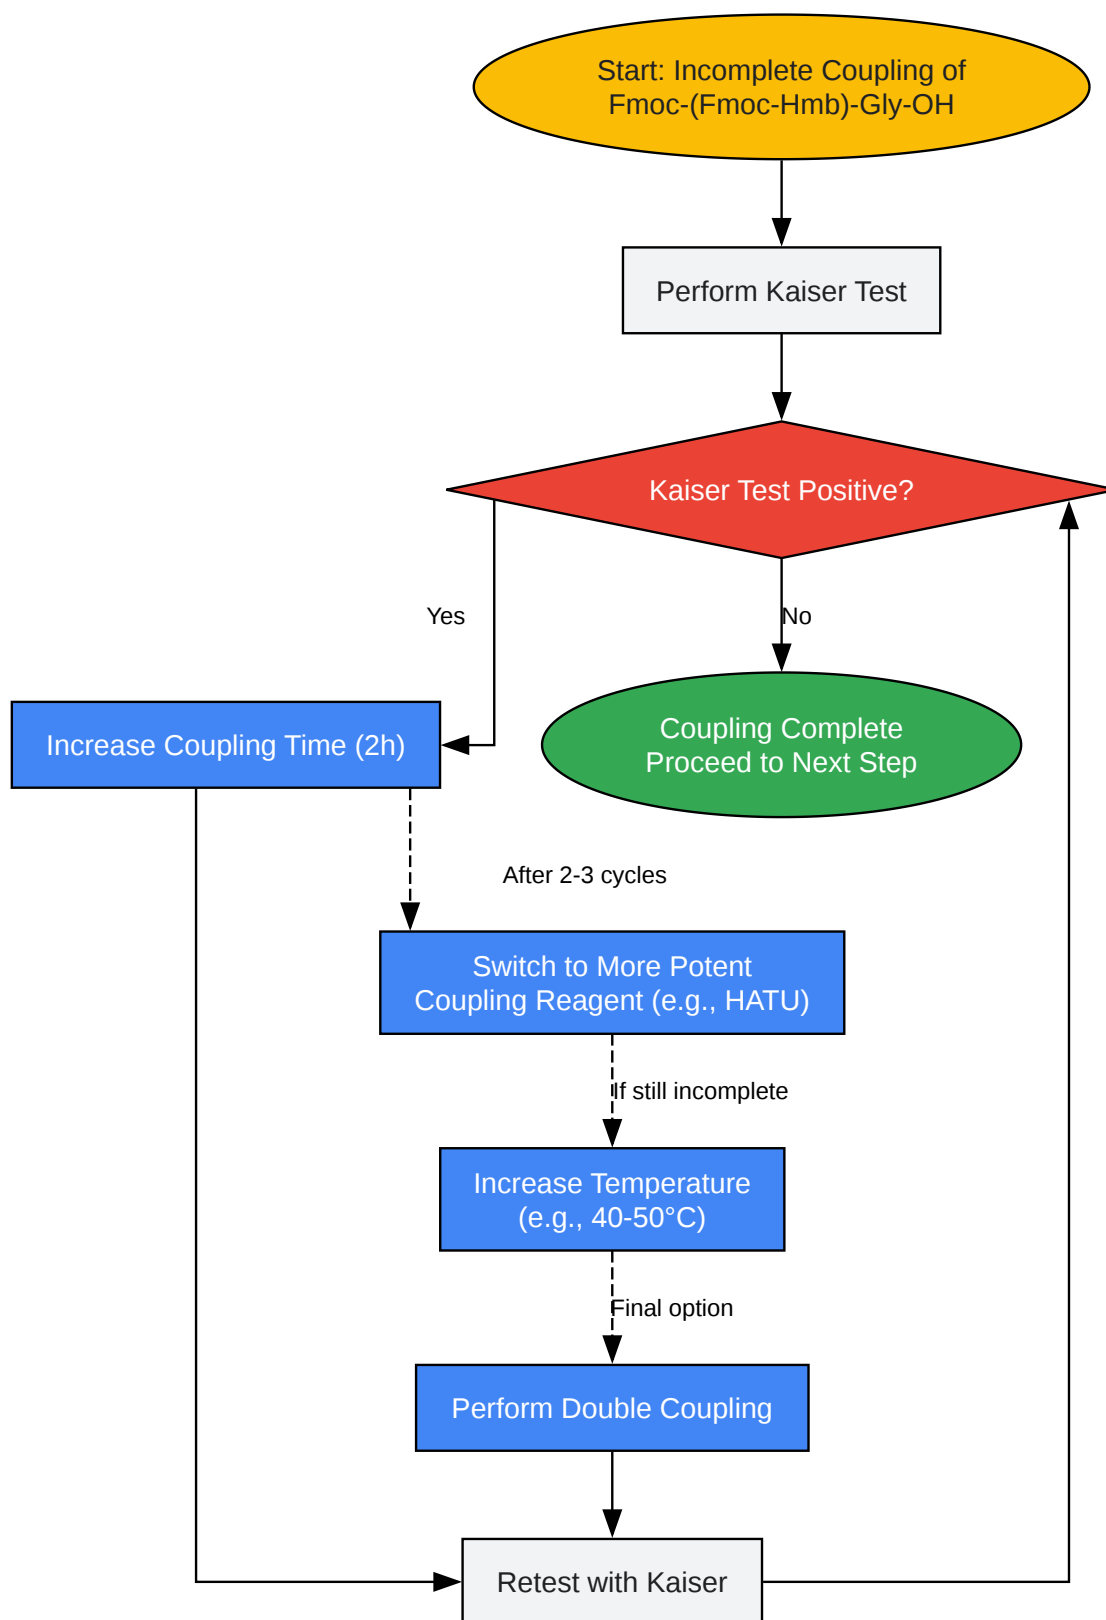 Start: Incomplete Coupling of
Fmoc-(Fmoc-Hmb)-Gly-OH
Perform Kaiser Test
Kaiser Test Positive?
Yes
No
Increase Coupling Time (2h)
Coupling Complete
Proceed to Next Step
After 2-3 cycles
Switch to More Potent
Coupling Reagent (e.g., HATU)
If still incomplete
Increase Temperature
(e.g., 40-50°C)
Final option
Perform Double Coupling
Retest with Kaiser